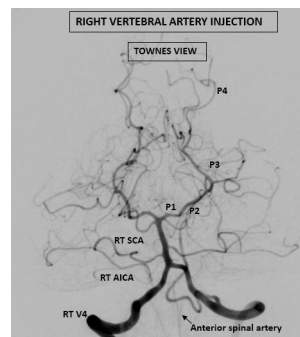 RIGHT VERTEBRAL ARTERY INJECTION
TOWNES VIEW
P4
P3
P1
P2
RT SCA
RT AICA
RT V4
Anterior spinal artery